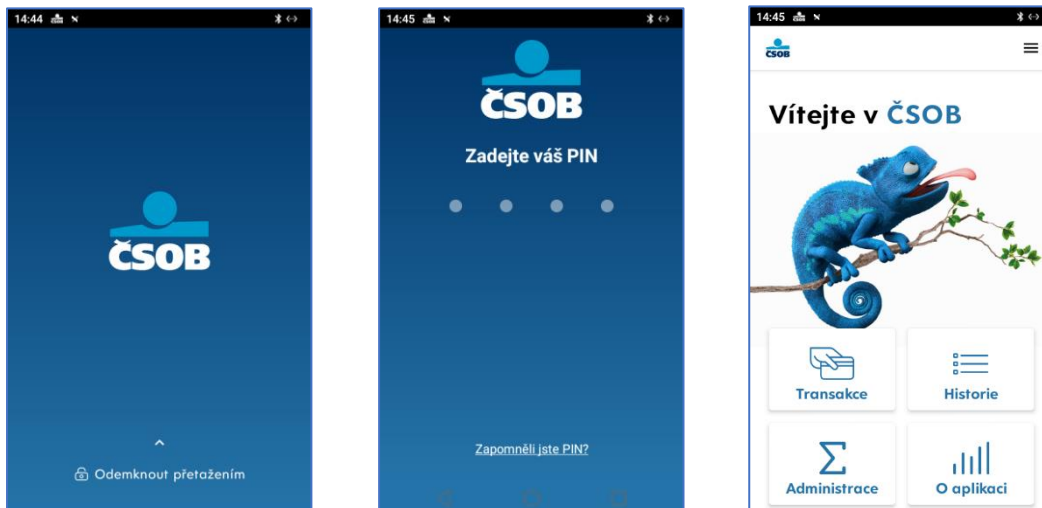 14:44
ČSOB
Odemknout přetažením
14:45
ČSOB
Zadejte váš PIN
Zapomněli jste PIN?
14:45
ČSOB
Vítejte v ČSOB
Transakce
Historie
Administrace
O aplikaci